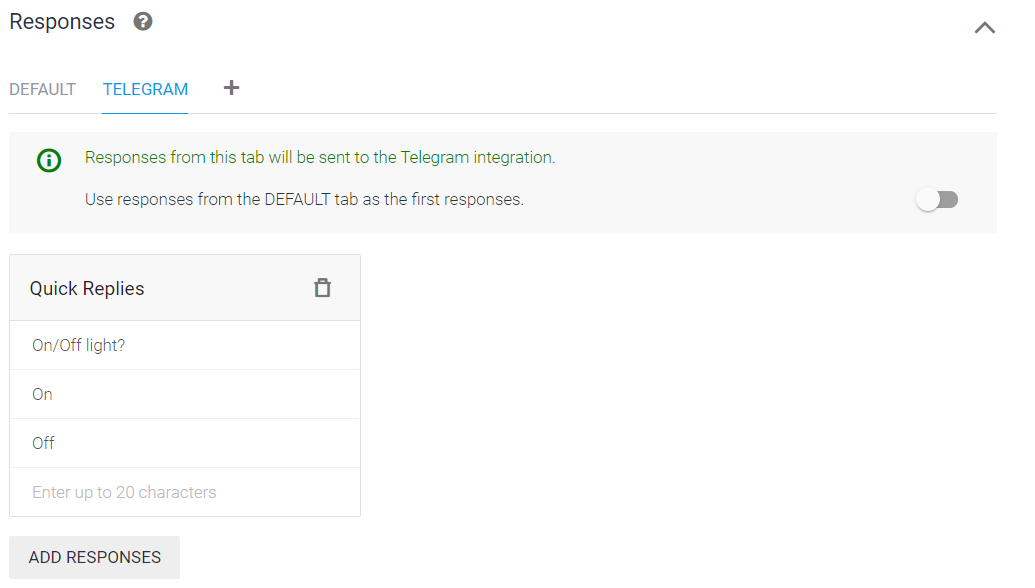 Responses ?
DEFAULT TELEGRAM +
Responses from this tab will be sent to the Telegram integration.
Use responses from the DEFAULT tab as the first responses.
Quick Replies
On/Off light?
On
Off
Enter up to 20 characters
ADD RESPONSES